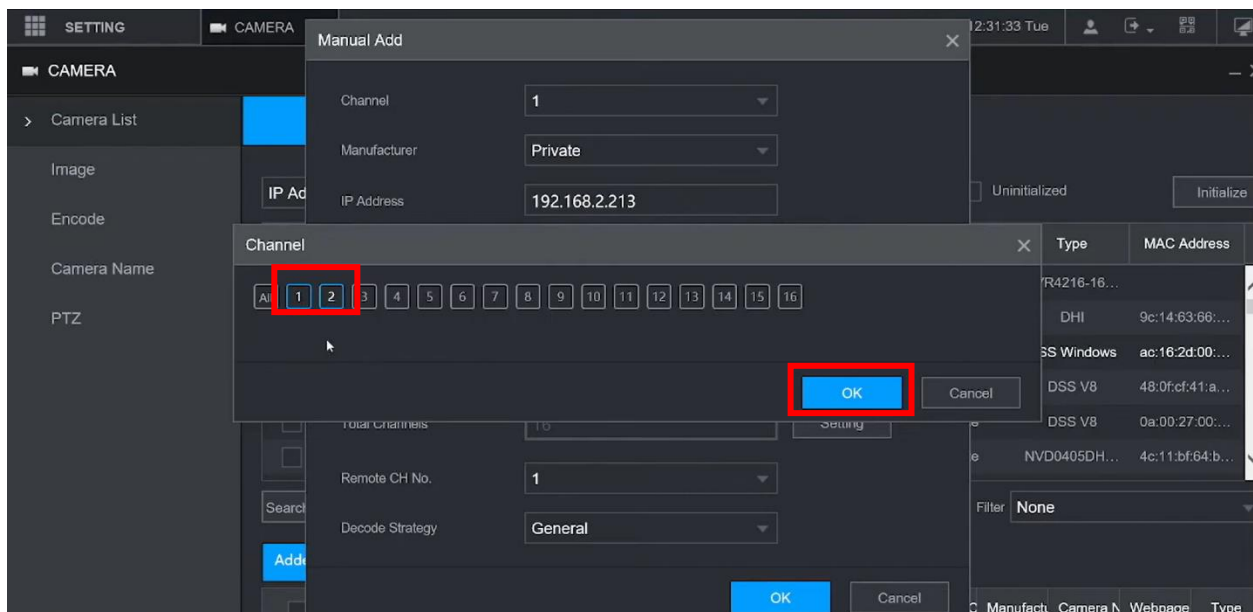 SETTING
CAMERA
Manual Add
12:31:33 Tue
CAMERA
Camera List
Image
Encode
Camera Name
PTZ
Channel
1
Manufacturer
Private
IP Address
192.168.2.213
IP Ad
Uninitialized
Initialize
Channel
1 2 3 4 5 6 7 8 9 10 11 12 13 14 15 16
OK
Cancel
Type
MAC Address
R4216-16...
DHI
9c:14:63:66:...
SS Windows
ac:16:2d:00:...
DSS V8
48:0f:cf:41:a...
DSS V8
0a:00:27:00:...
NVD0405DH...
4c:11:bf:64:b...
Total Channels
16
Setting
Remote CH No.
1
Decode Strategy
General
Search
Filter
None
Adde
OK
Cancel
Manufactu
Camera N
Webpage
Type